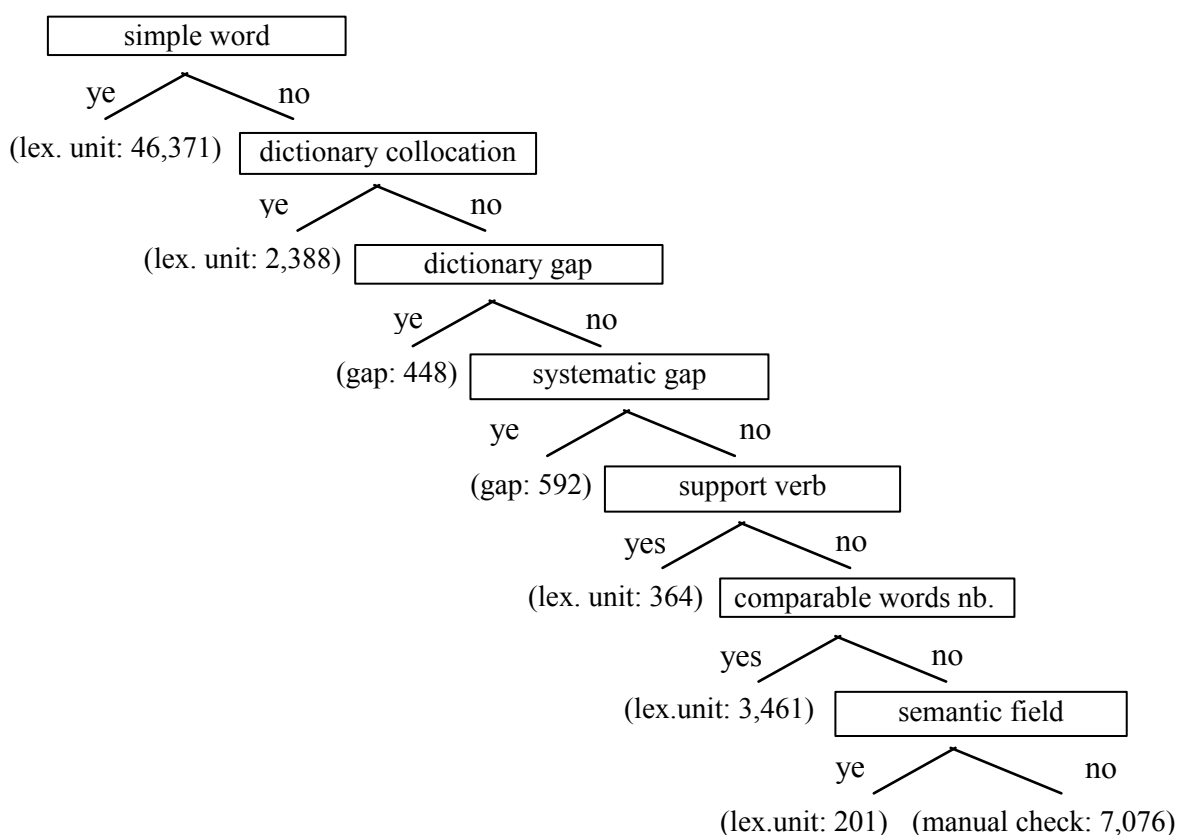 simple word
ye no
(lex. unit: 46,371) dictionary collocation
ye no
(lex. unit: 2,388) dictionary gap
ye no
(gap: 448) systematic gap
ye no
(gap: 592) support verb
yes no
(lex. unit: 364) comparable words nb.
yes no
(lex.unit: 3,461) semantic field
ye no
(lex.unit: 201) (manual check: 7,076)